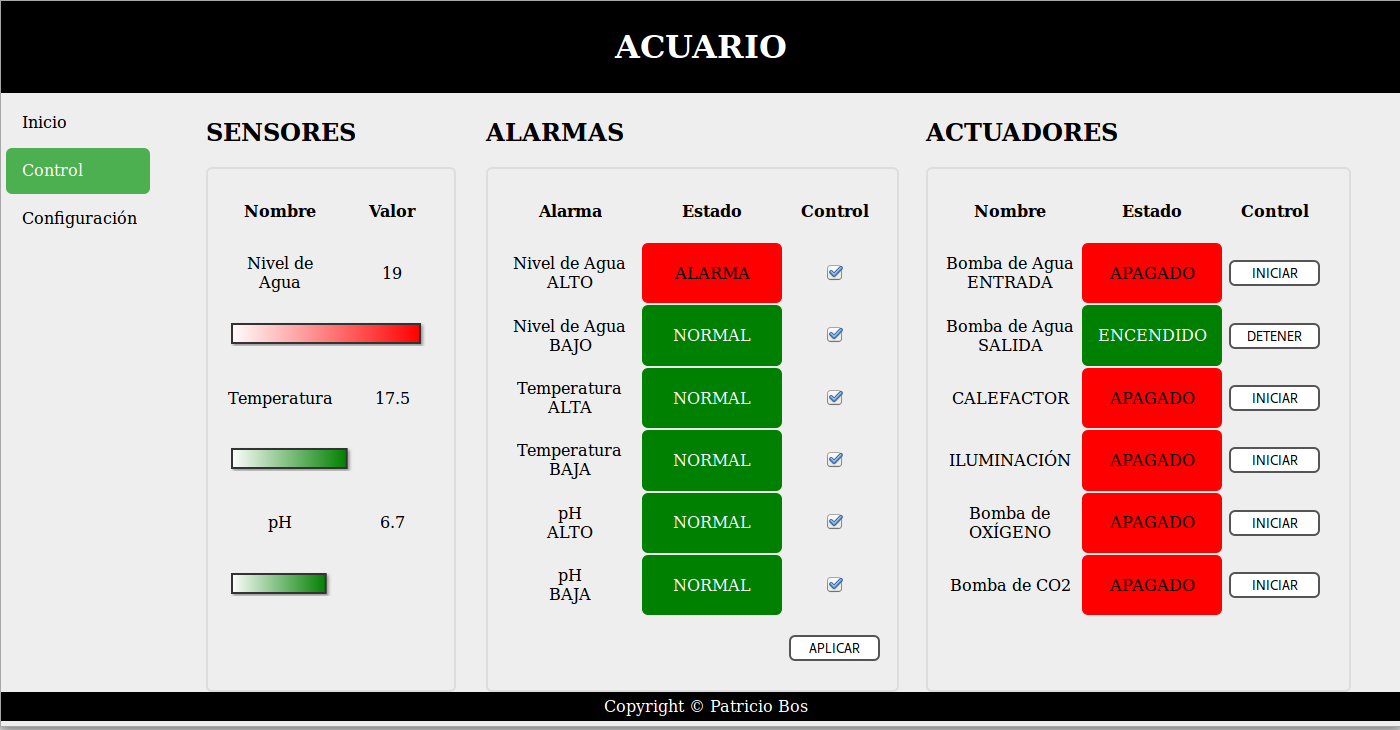 ACUARIO
Inicio
Control
Configuración
SENSORES
Nombre Valor
Nivel de
Agua
19
Temperatura 17.5
pH 6.7
ALARMAS
Alarma Estado Control
Nivel de Agua
ALTO
ALARMA
Nivel de Agua
BAJO
NORMAL
Temperatura
ALTA
NORMAL
Temperatura
BAJA
NORMAL
pH
ALTO
NORMAL
pH
BAJA
NORMAL
APLICAR
ACTUADORES
Nombre Estado Control
Bomba de Agua
ENTRADA
APAGADO
INICIAR
Bomba de Agua
SALIDA
ENCENDIDO
DETENER
CALEFACTOR APAGADO INICIAR
ILUMINACIÓN APAGADO INICIAR
Bomba de
OXÍGENO
APAGADO
INICIAR
Bomba de CO2 APAGADO INICIAR
Copyright © Patricio Bos